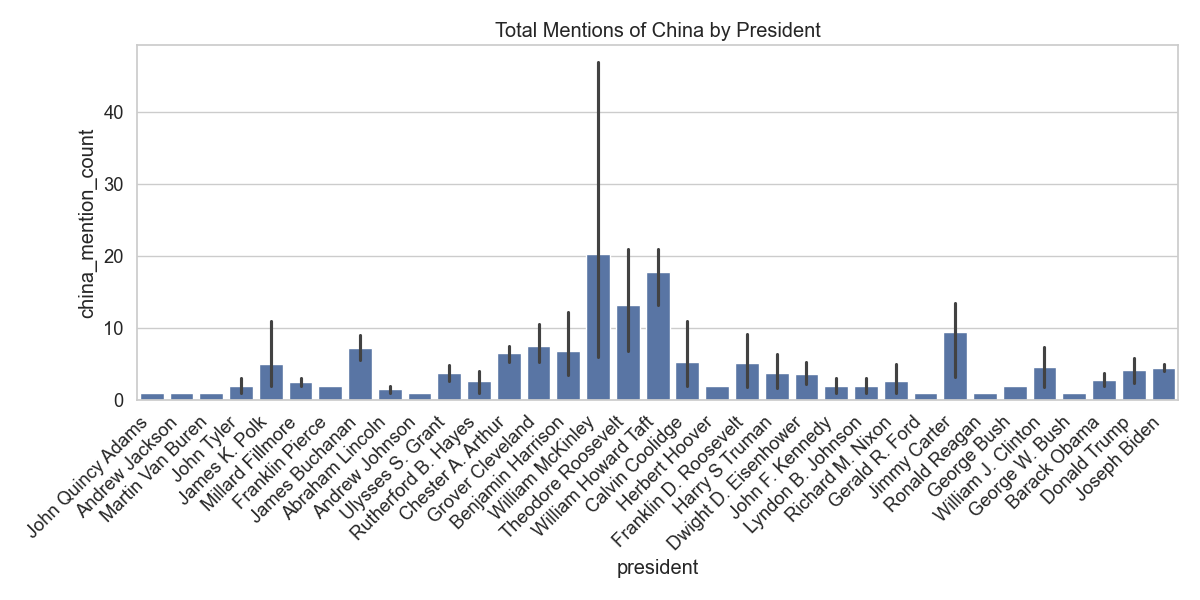 Total Mentions of China by President
china_mention_count
40
30
20
10
0
John Quincy Adams
Andrew Jackson
Martin Van Buren
John Tyler
James K. Polk
Millard Fillmore
Franklin Pierce
James Buchanan
Abraham Lincoln
Andrew Johnson
Ulysses S. Grant
Rutherford B. Hayes
Chester A. Arthur
Grover Cleveland
Benjamin Harrison
William McKinley
Theodore Roosevelt
William Howard Taft
Calvin Coolidge
Herbert Hoover
Franklin D. Roosevelt
Harry S Truman
Dwight D. Eisenhower
John F. Kennedy
Lyndon B. Johnson
Richard M. Nixon
Gerald R. Ford
Jimmy Carter
Ronald Reagan
George Bush
William J. Clinton
George W. Bush
Barack Obama
Donald Trump
Joseph Biden
president